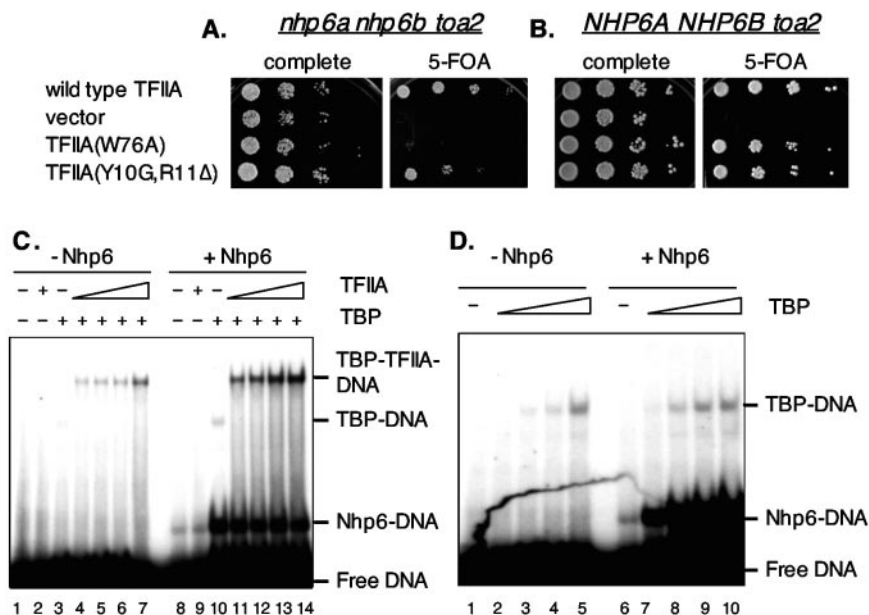 A. nhp6a nhp6b toa2
B. NHP6A NHP6B toa2
complete 5-FOA complete 5-FOA
wild type TFIIA
vector
TFIIA(W76A)
TFIIA(Y10G,R11Δ)
C.
- Nhp6 + Nhp6
- + - - + - TFIIA
- - + + + + + - - + + + + + TBP
TBP-TFIIA-
DNA
TBP-DNA
Nhp6-DNA
Free DNA
1 2 3 4 5 6 7 8 9 10 11 12 13 14
D.
- Nhp6 + Nhp6
- - TBP
TBP-DNA
Nhp6-DNA
Free DNA
1 2 3 4 5 6 7 8 9 10